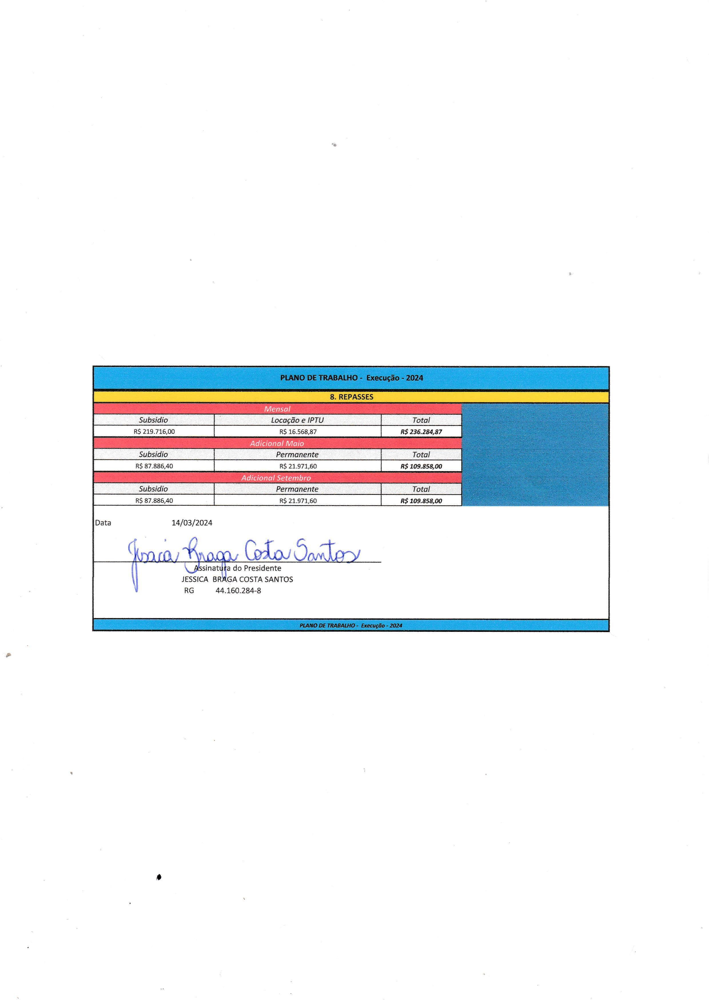 PLANO DE TRABALHO - Execução - 2024
8. REPASSES
Mensal
Subsídio Locação e IPTU Total
R$ 219.716,00 R$ 16.568,87 R$ 236.284,87
Adicional Maio
Subsídio Permanente Total
R$ 87.886,40 R$ 21.971,60 R$ 109.858,00
Adicional Setembro
Subsídio Permanente Total
R$ 87.886,40 R$ 21.971,60 R$ 109.858,00
Data 14/03/2024
Jessica Braga Costa Santos
Assinatura do Presidente
JESSICA BRAGA COSTA SANTOS
RG 44.160.284-8
PLANO DE TRABALHO - Execução - 2024